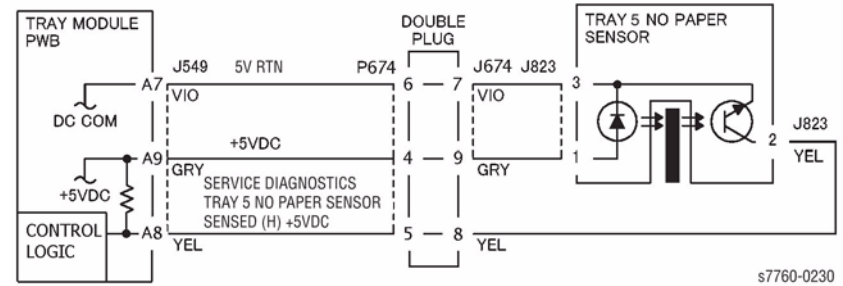 TRAY MODULE
PWB
DOUBLE
PLUG
TRAY 5 NO PAPER
SENSOR
A7
J549
5V RTN
P674
6
7
J674
J823
3
VIO
VIO
DC COM
+5VDC
A9
4
9
1
GRY
GRY
2
J823
YEL
+5VDC
SERVICE DIAGNOSTICS
TRAY 5 NO PAPER SENSOR
SENSED (H) +5VDC
CONTROL
LOGIC
A8
5
8
YEL
YEL
s7760-0230